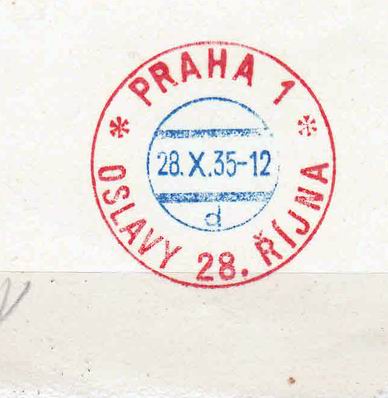 * PRAHA 1 *
28.X.35-12
d
OSLAVY 28. ŘÍJNA